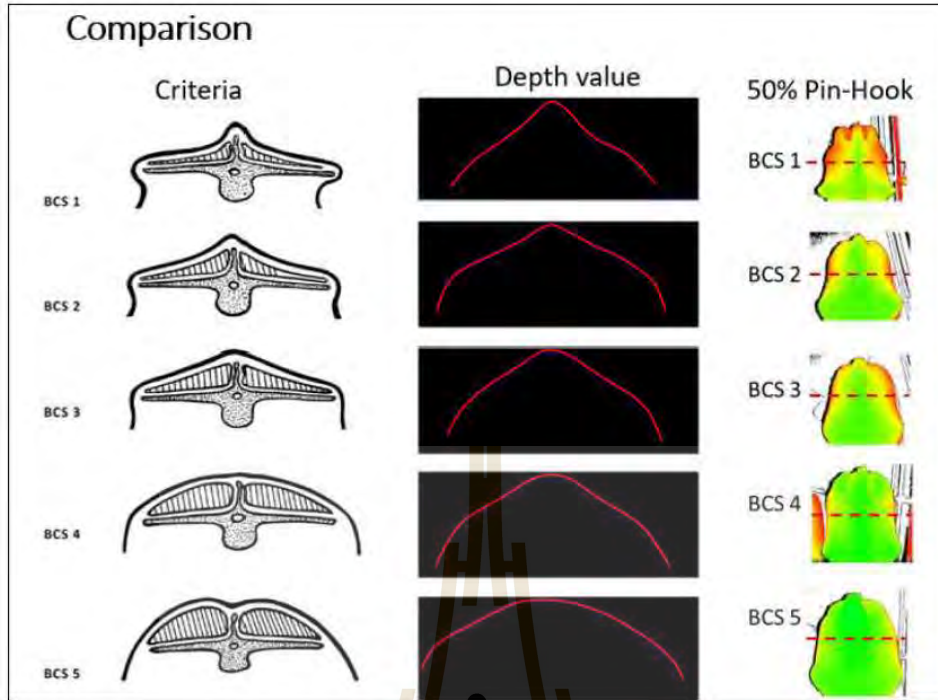 Comparison
Criteria
Depth value
50% Pin-Hook
BCS 1
BCS 1
BCS 2
BCS 2
BCS 3
BCS 3
BCS 4
BCS 4
BCS 5
BCS 5